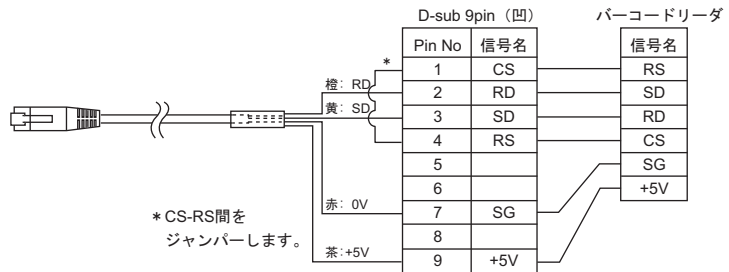 D-sub 9pin（凹）
バーコードリーダ
Pin No 信号名
1 CS
2 RD
3 SD
4 RS
5
6
7 SG
8
9 +5V
信号名
RS
SD
RD
CS
SG
+5V
*
橙: RD
黄: SD
赤: 0V
茶:+5V
*CS-RS間を
ジャンパーします。